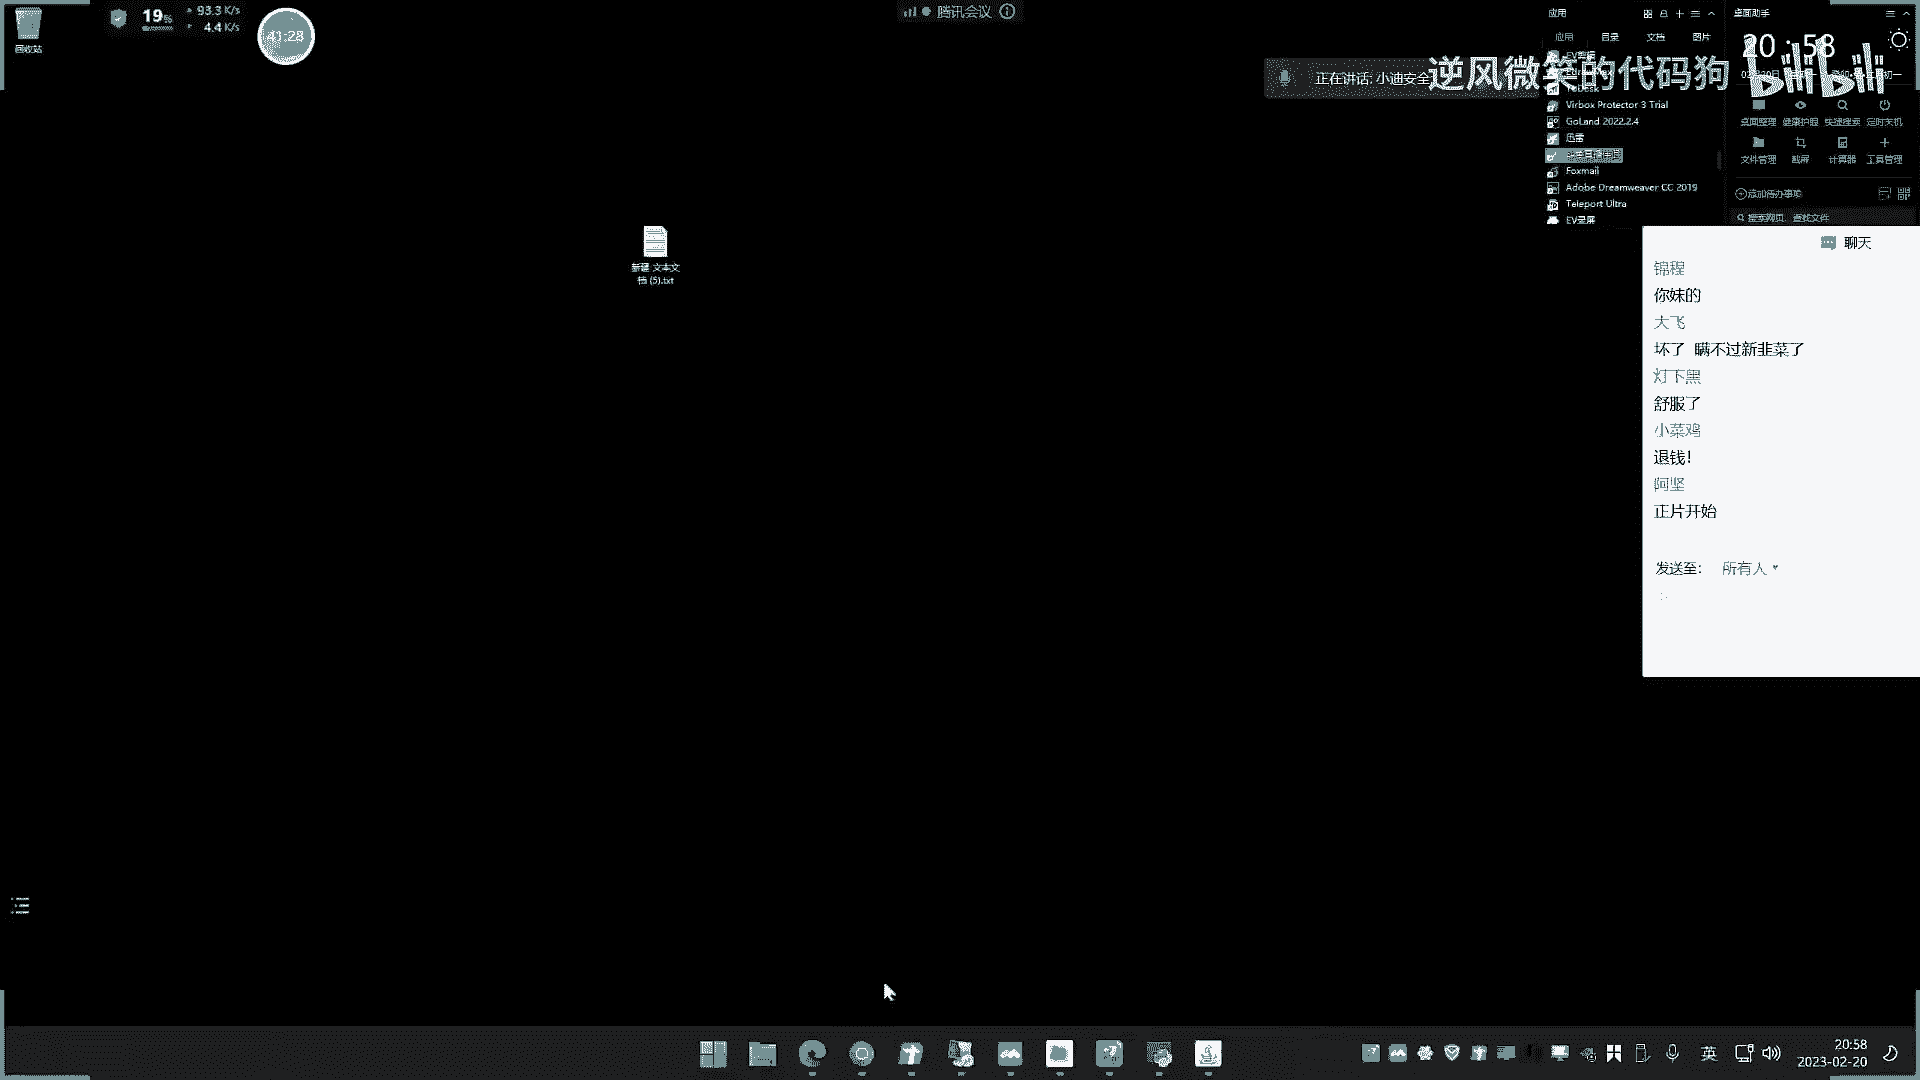 回收站
19%
93.3 K/s
4.4 K/s
41:28
腾讯会议
正在讲话: 小迪安全
逆风微笑的代码狗
bilibili
应用
应用 目录 文档 图片
Virbox Protector 3 Trial
GoLand 2022.2.4
迅雷
Foxmail
Adobe Dreamweaver CC 2019
Teleport Ultra
EV录屏
桌面助手
20:58
桌面整理 健康护眼 快捷搜索 定时关机
文件管理 截屏 计算器 工具管理
添加待办事项
搜索网页、查找文件
新建 文本文
档 (5).txt
聊天
锦程
你妹的
大飞
坏了 瞒不过新韭菜了
灯下黑
舒服了
小菜鸡
退钱!
阿坚
正片开始
发送至: 所有人
英
20:58
2023-02-20